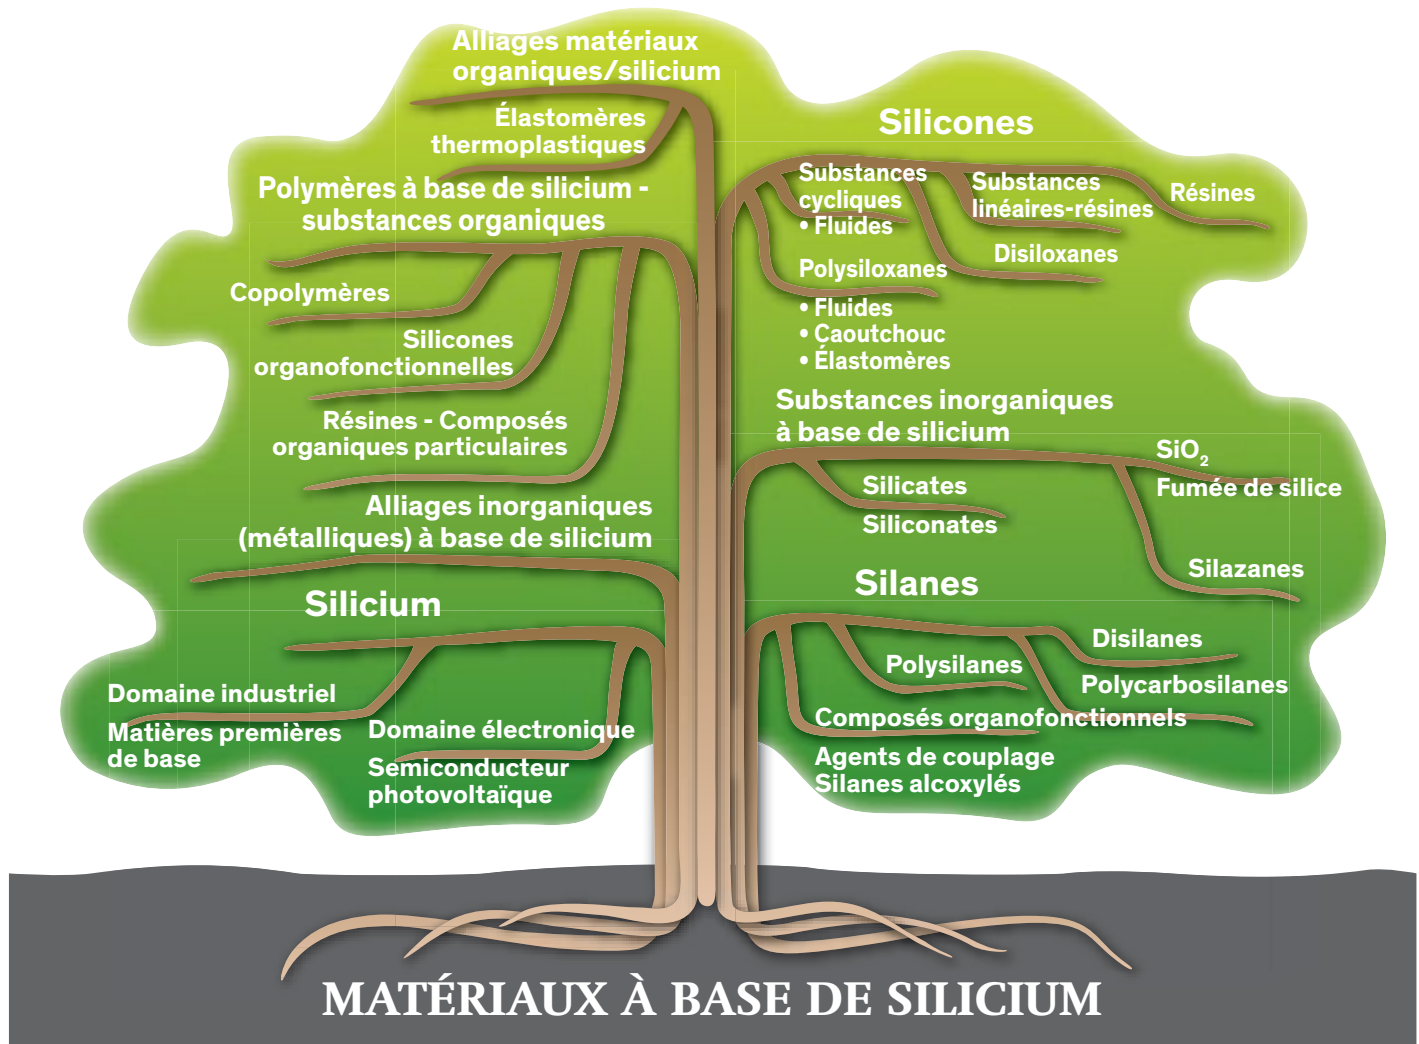 Alliages matériaux
organiques/silicium
Élastomères
thermoplastiques
Polymères à base de silicium -
substances organiques
Copolymères
Silicones
organofonctionnelles
Résines - Composés
organiques particulaires
Alliages inorganiques
(métalliques) à base de silicium
Silicium
Domaine industriel
Matières premières
de base
Domaine électronique
Semiconducteur
photovoltaïque
Silicones
Substances
cycliques
• Fluides
Substances
linéaires-résines
Résines
Disiloxanes
Polysiloxanes
• Fluides
• Caoutchouc
• Élastomères
Substances inorganiques
à base de silicium
SiO₂
Fumée de silice
Silicates
Siliconates
Silazanes
Silanes
Disilanes
Polysilanes
Polycarbosilanes
Composés organofonctionnels
Agents de couplage
Silanes alcoxylés
MATÉRIAUX À BASE DE SILICIUM